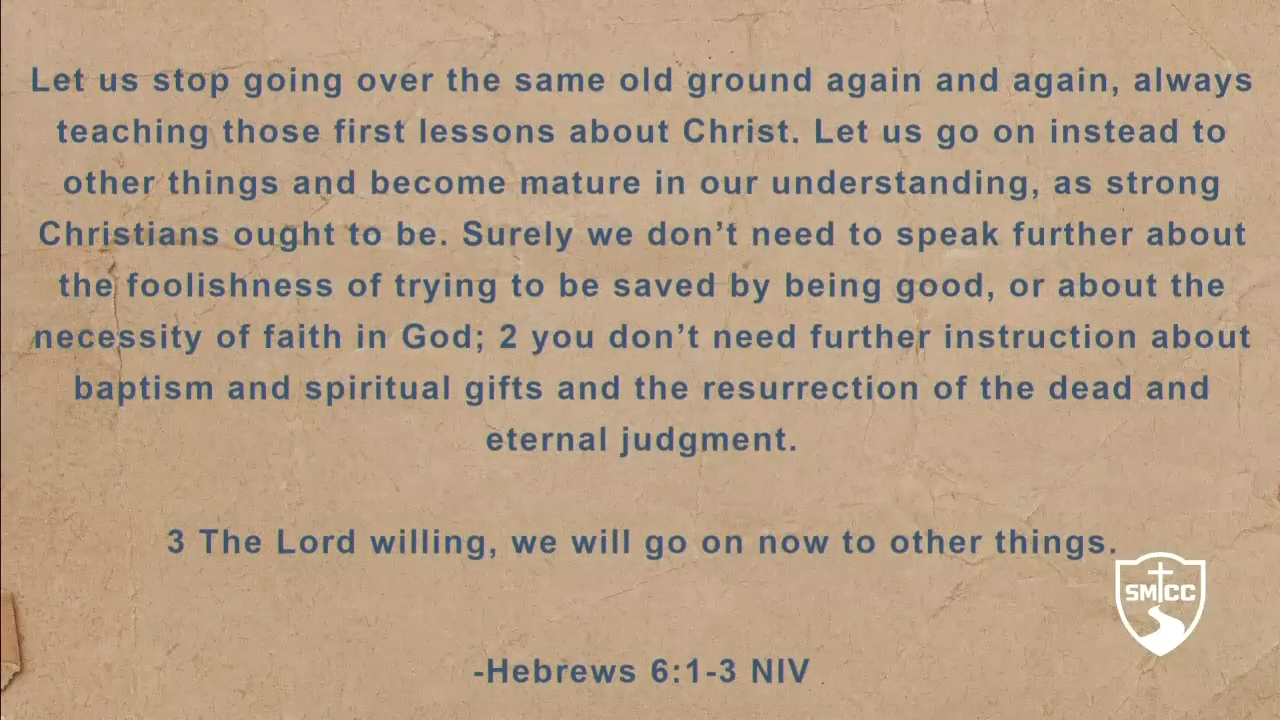 Let us stop going over the same old ground again and again, always
teaching those first lessons about Christ. Let us go on instead to
other things and become mature in our understanding, as strong
Christians ought to be. Surely we don’t need to speak further about
the foolishness of trying to be saved by being good, or about the
necessity of faith in God; 2 you don’t need further instruction about
baptism and spiritual gifts and the resurrection of the dead and
eternal judgment.
3 The Lord willing, we will go on now to other things.
SMCC
-Hebrews 6:1-3 NIV